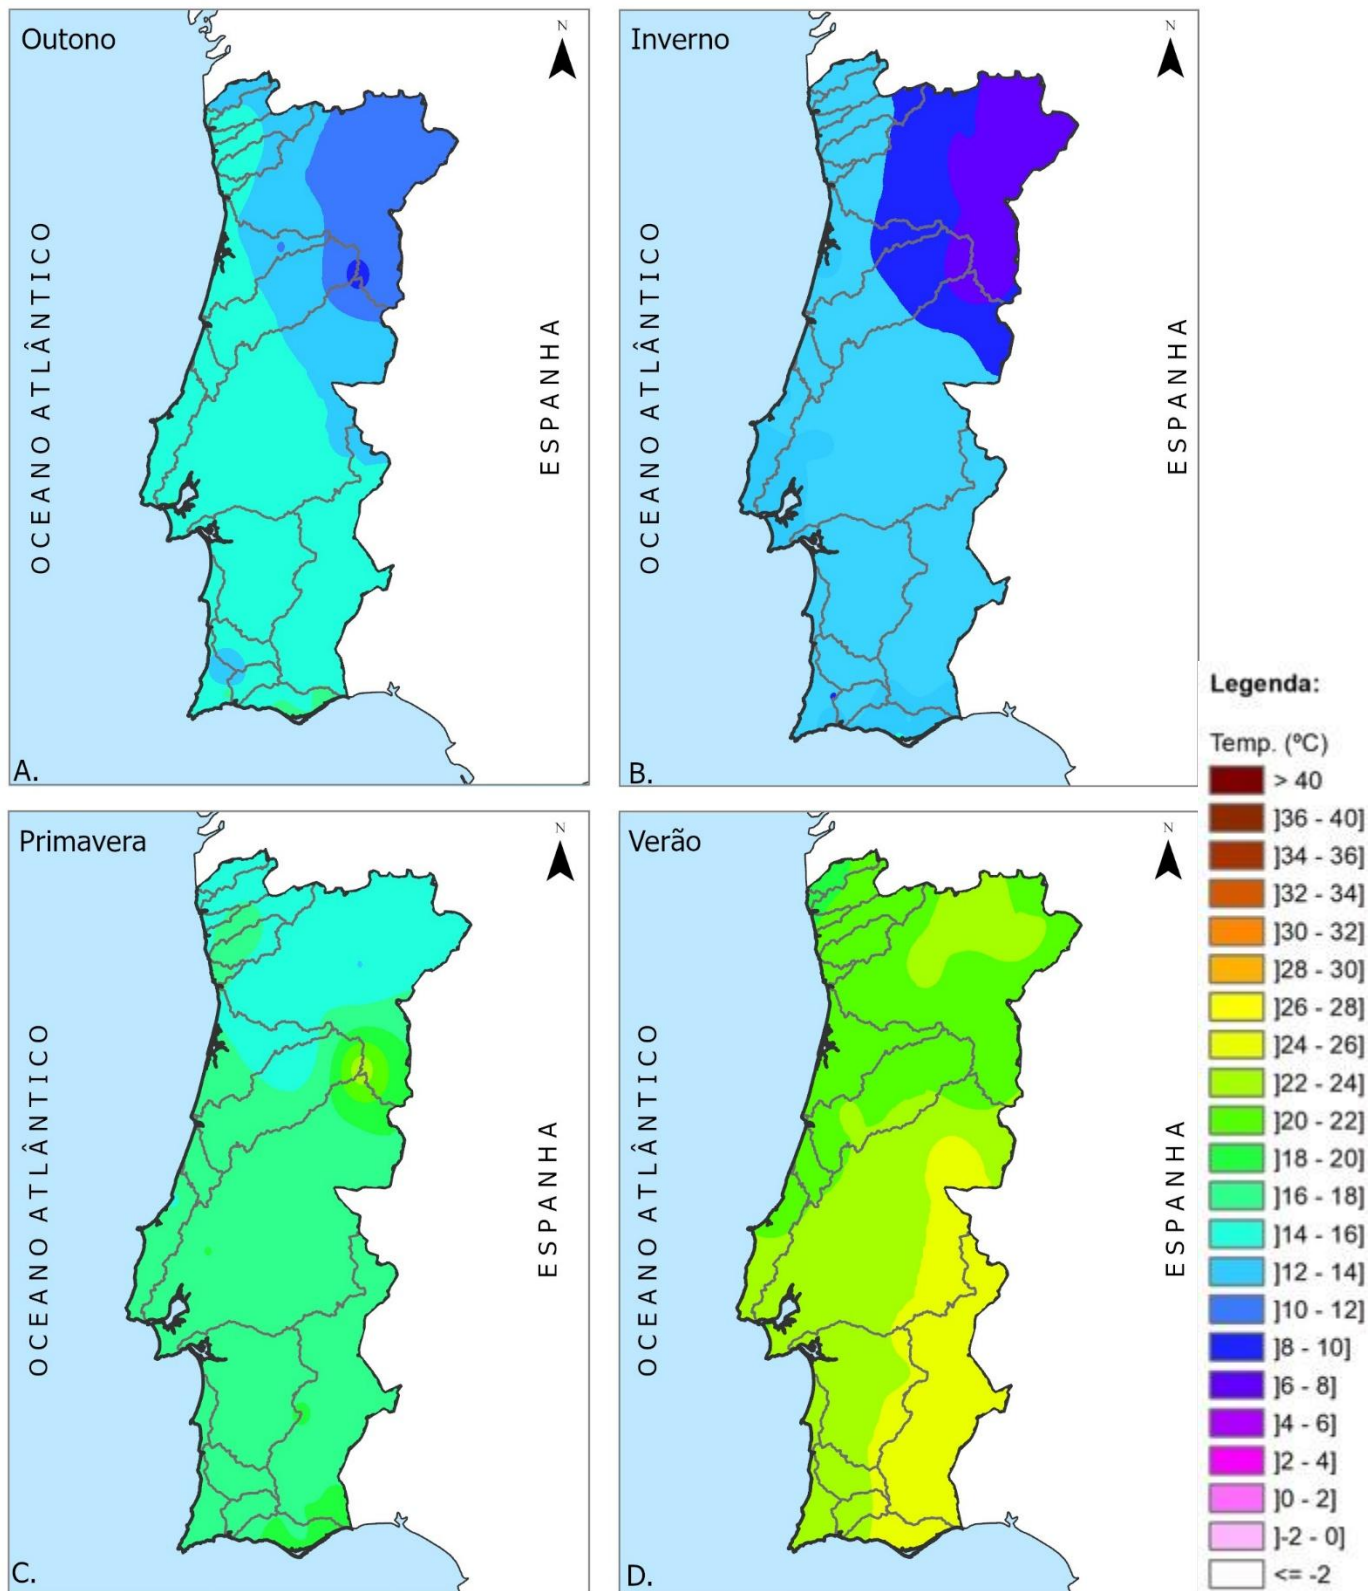 Outono
N
OCEANO ATLÂNTICO
ESPANHA
A.
Inverno
N
OCEANO ATLÂNTICO
ESPANHA
B.
Primavera
N
OCEANO ATLÂNTICO
ESPANHA
C.
Verão
N
OCEANO ATLÂNTICO
ESPANHA
D.
Legenda:
Temp. (ºC)
> 40
]36 - 40]
]34 - 36]
]32 - 34]
]30 - 32]
]28 - 30]
]26 - 28]
]24 - 26]
]22 - 24]
]20 - 22]
]18 - 20]
]16 - 18]
]14 - 16]
]12 - 14]
]10 - 12]
]8 - 10]
]6 - 8]
]4 - 6]
]2 - 4]
]0 - 2]
]-2 - 0]
<= -2